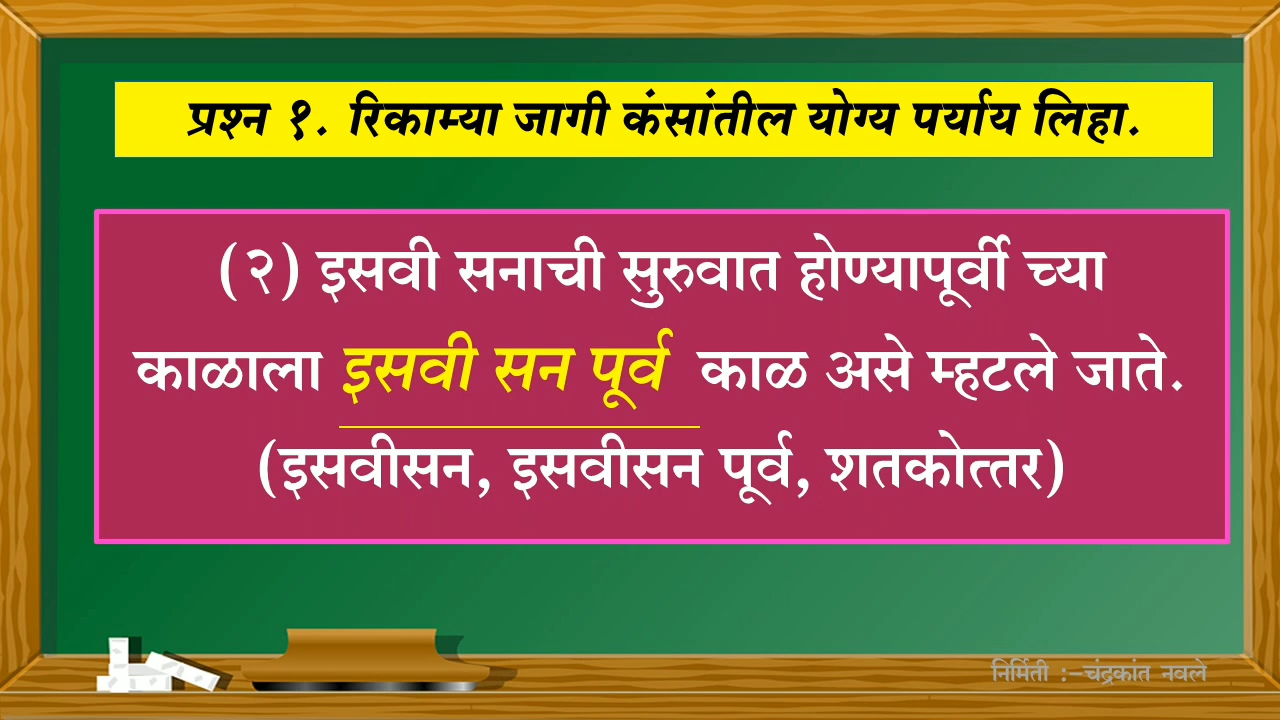 प्रश्न १. रिकाम्या जागी कंसांतील योग्य पर्याय लिहा.
(२) इसवी सनाची सुरुवात होण्यापूर्वी च्या
काळाला इसवी सन पूर्व काळ असे म्हटले जाते.
(इसवीसन, इसवीसन पूर्व, शतकोत्तर)
निर्मिती :-चंद्रकांत नवले